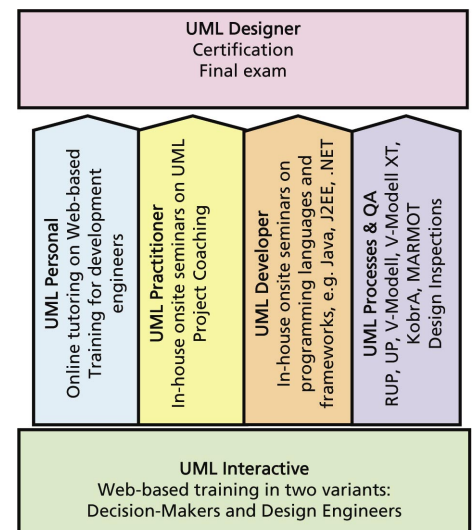 UML Designer
Certification
Final exam
UML Personal
Online tutoring on Web-based
Training for development
engineers
UML Practitioner
In-house onsite seminars on UML
Project Coaching
UML Developer
In-house onsite seminars on
programming languages and
frameworks, e.g. Java, J2EE, .NET
UML Processes & QA
RUP, UP, V-Modell, V-Modell XT,
KobrA, MARMOT
Design Inspections
UML Interactive
Web-based training in two variants:
Decision-Makers and Design Engineers